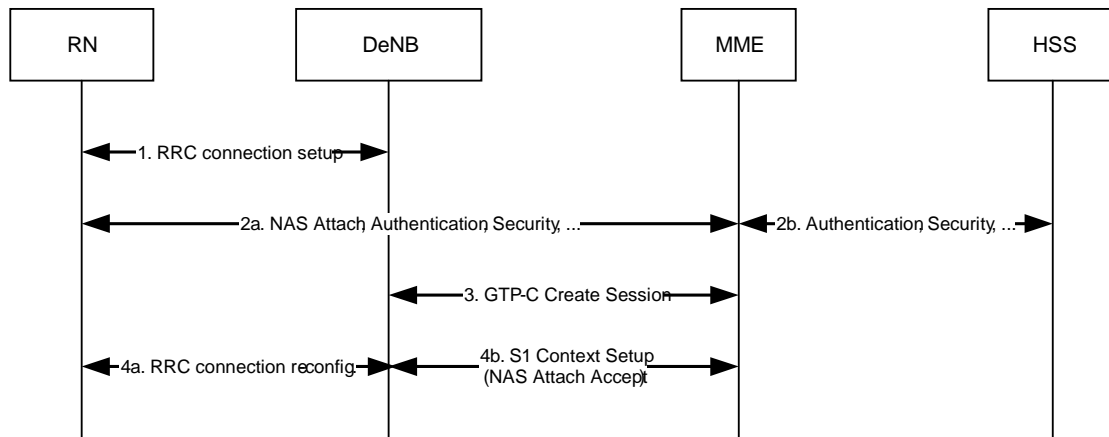 RN
DeNB
MME
HSS
1. RRC connection setup
2a. NAS Attach, Authentication, Security, ...
2b. Authentication, Security, ...
3. GTP-C Create Session
4a. RRC connection reconfig.
4b. S1 Context Setup
(NAS Attach Accept)